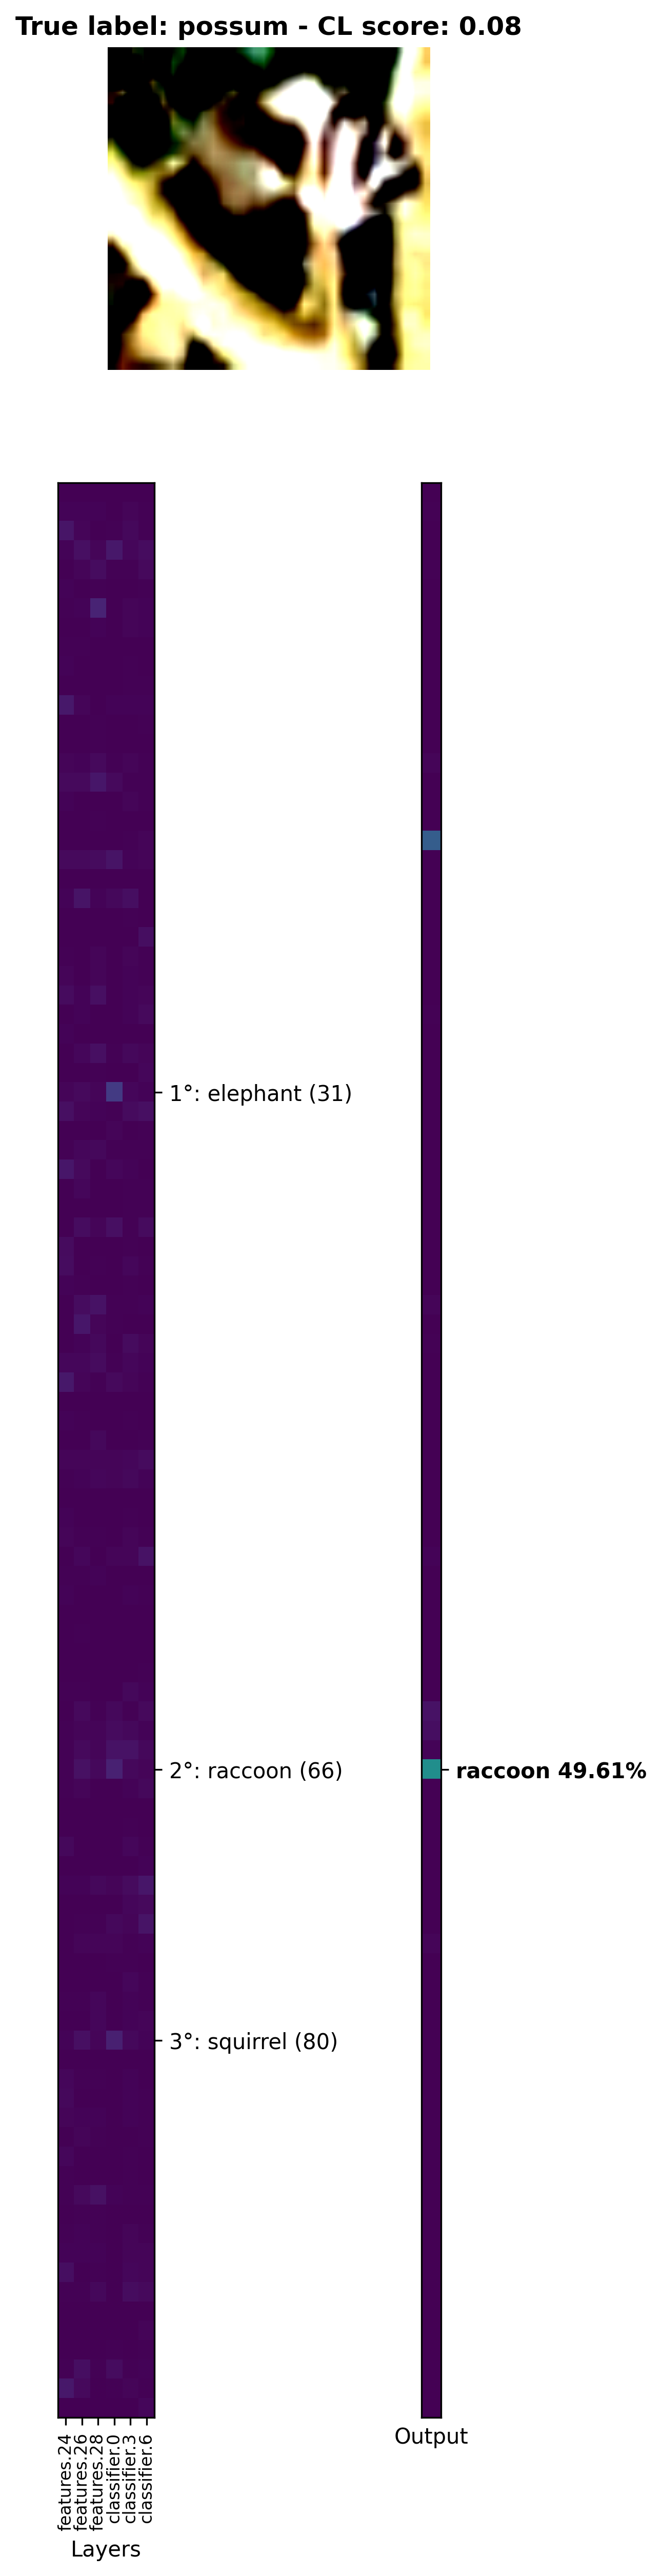 True label: possum - CL score: 0.08
1°: elephant (31)
2°: raccoon (66)
raccoon 49.61%
3°: squirrel (80)
features.24
features.26
features.28
classifier.0
classifier.3
classifier.6
Layers
Output